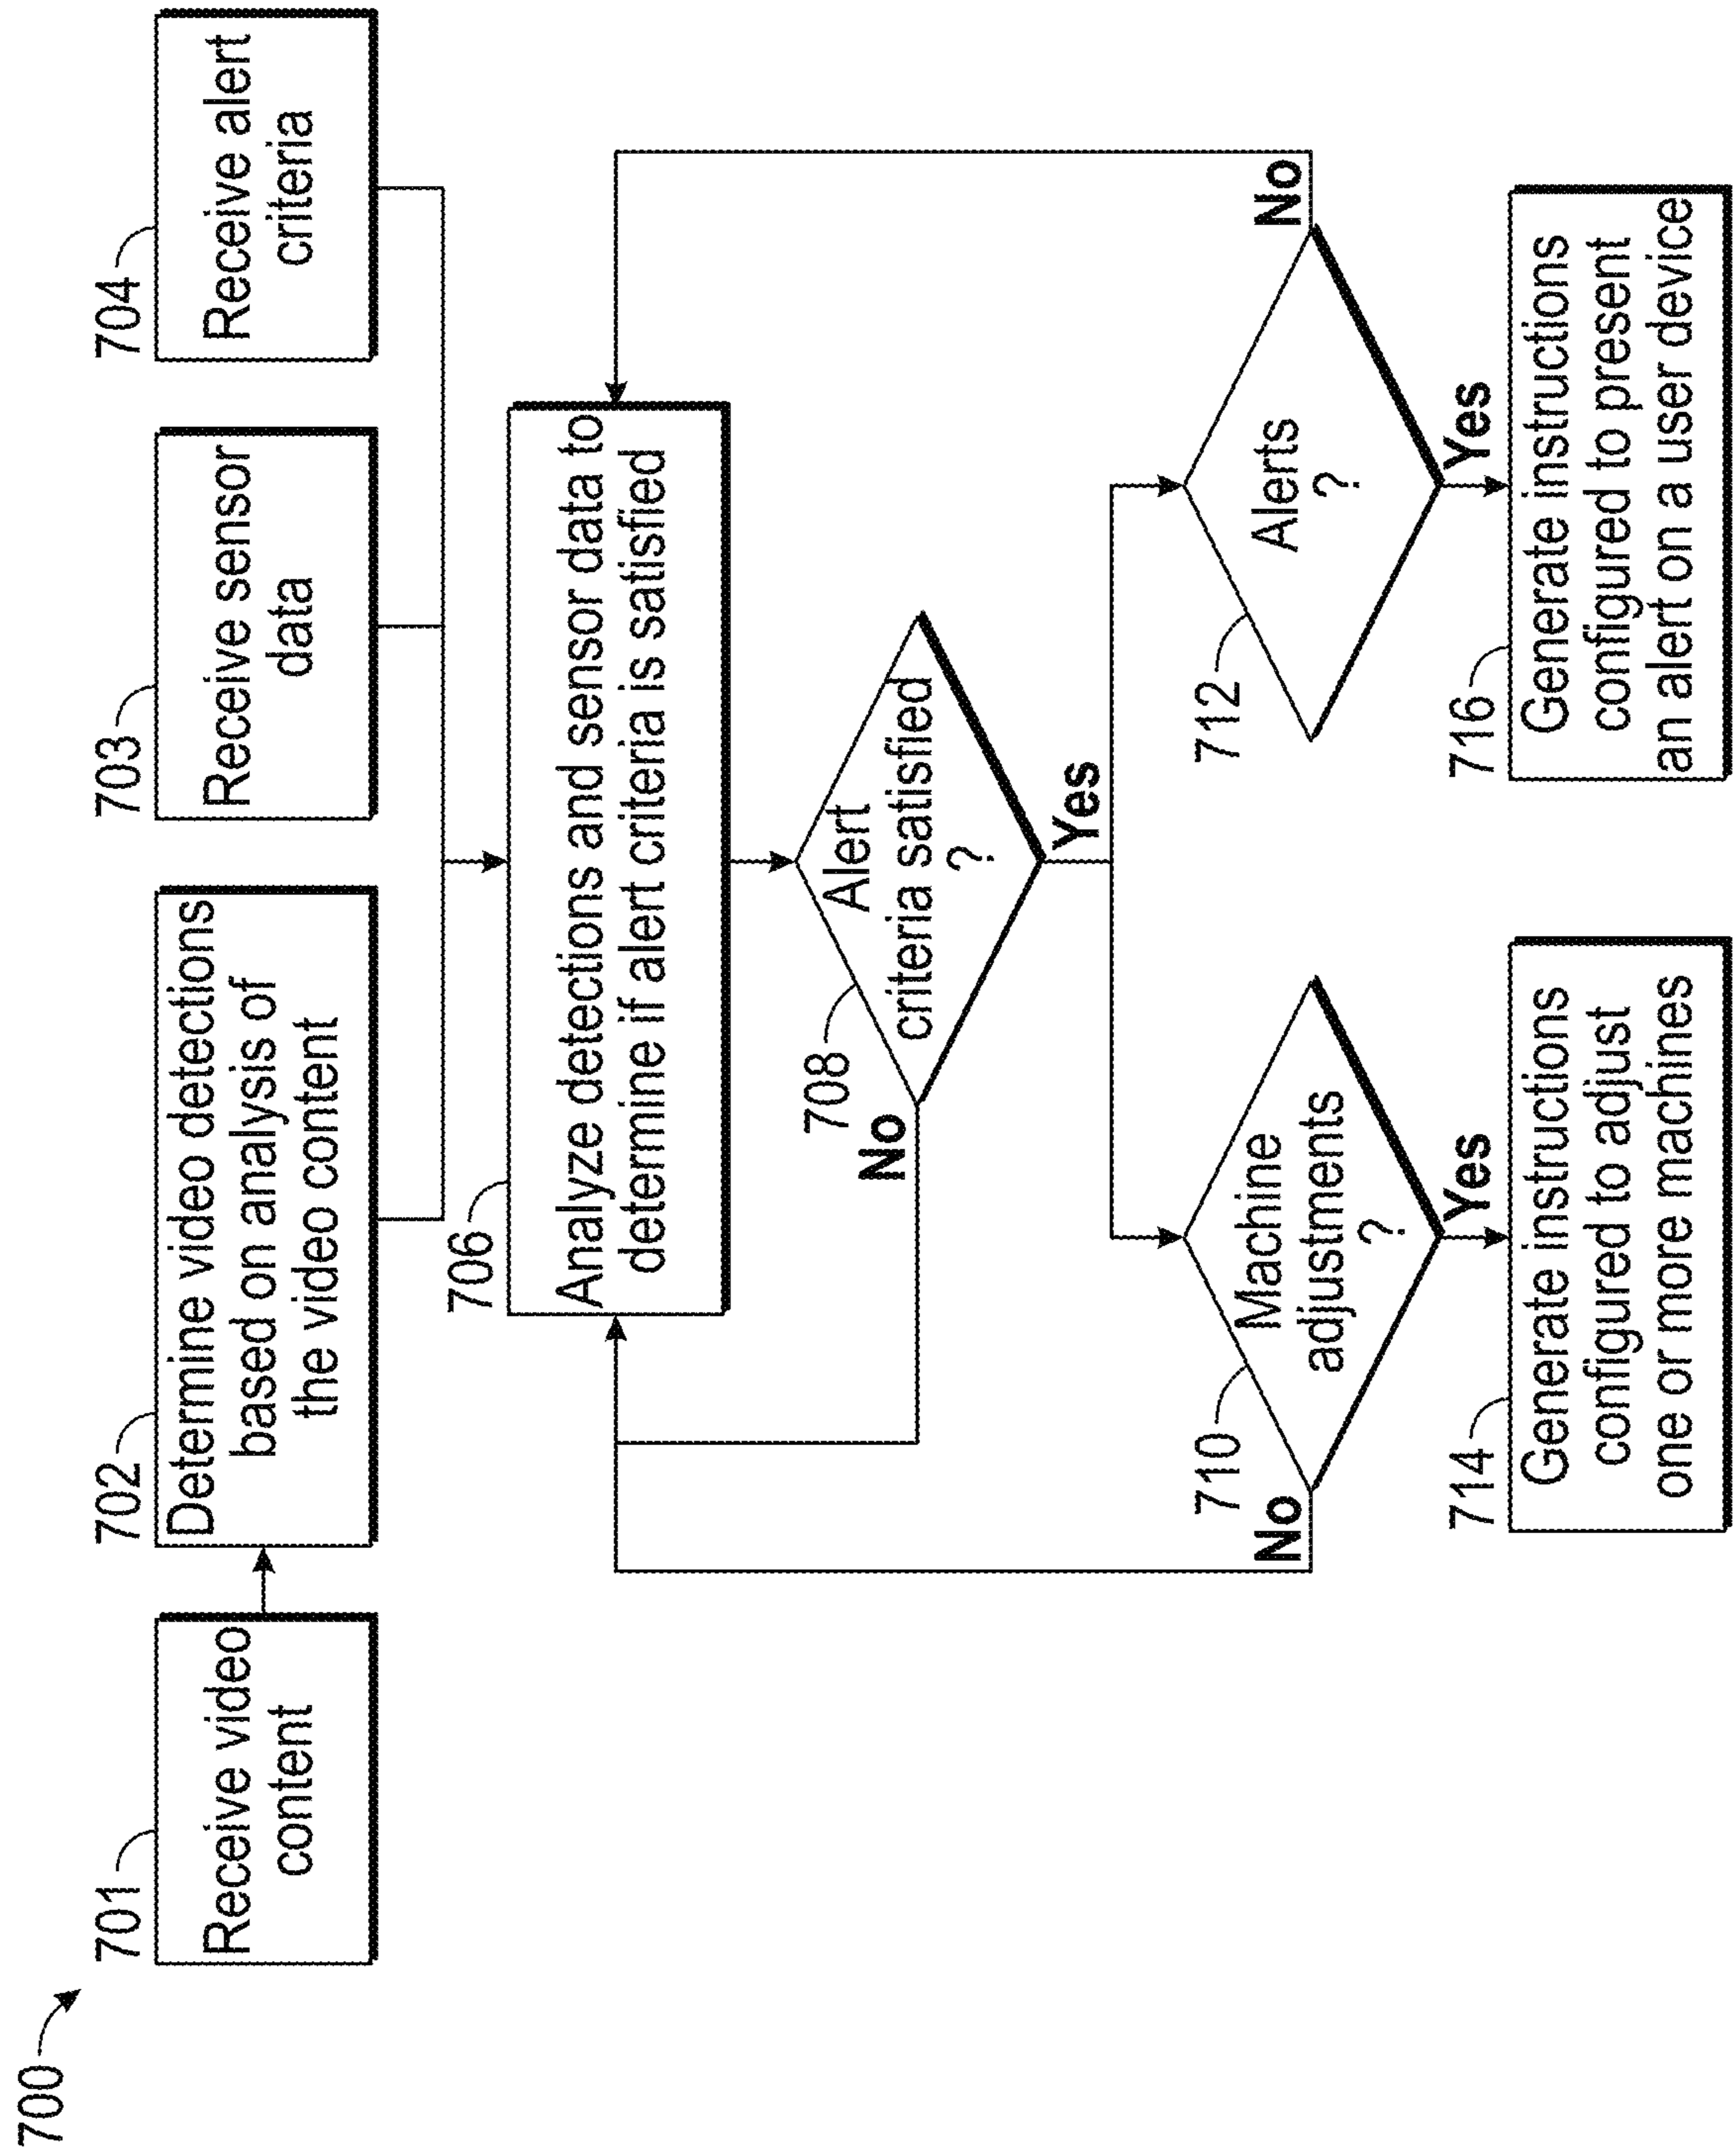 700
701
Receive video
content
702
Determine video detections
based on analysis of
the video content
703
Receive sensor
data
704
Receive alert
criteria
706
Analyze detections and sensor data to
determine if alert criteria is satisfied
708
Alert
criteria satisfied
?
No
Yes
710
Machine
adjustments
?
No
Yes
712
Alerts
?
No
Yes
714
Generate instructions
configured to adjust
one or more machines
716
Generate instructions
configured to present
an alert on a user device